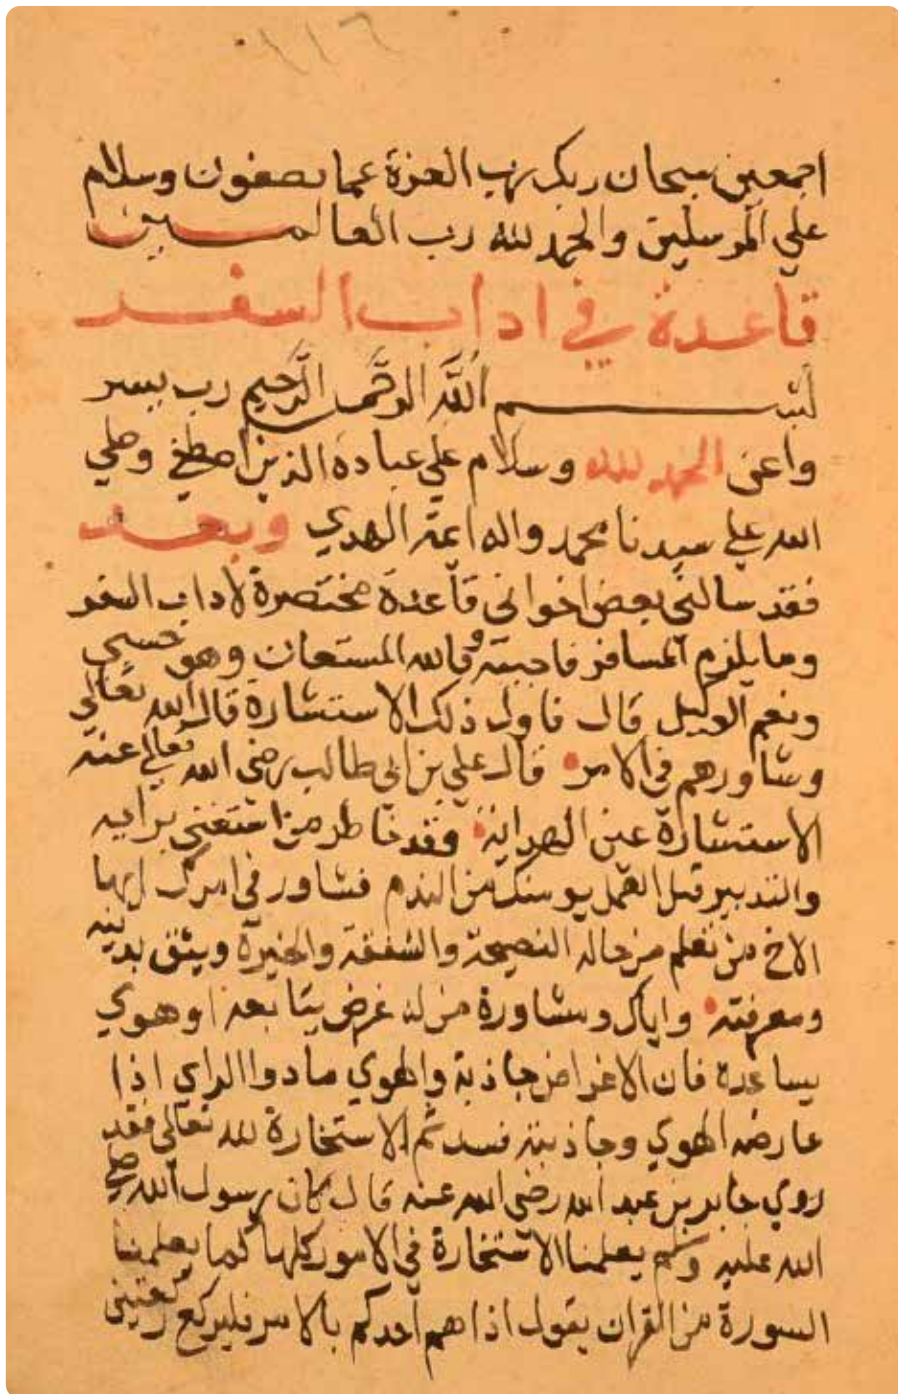 ١١٦
اجمعين سبحان ربك رب العزة عما يصفون وسلام
علي المرسلين والحمد لله رب العالمين
قاعدة في اداب السفر
بسم الله الرحمن الرحيم رب يسر
واعن الحمد لله وسلام علي عباده الذين اصطفي وصلي
الله علي سيدنا محمد واله ائمة الهدي وبعد
فقد سالني بعض اخواني قاعدة مختصرة لاداب السفر
وما يلزم المسافر فاجبته وبالله المستعان وهو حسبي
ونعم الوكيل قال فاول ذلك الاستشارة قال الله تعالي
وشاورهم في الامر قال علي بن ابي طالب رضي الله تعالي عنه
الاستشارة عين الهداية وقد خاطر من استغني برايه
والتدبير قبل العمل يومنك من الندم فشاور في امرك ايها
الاخ من تعلم من حاله النصيحة والشفقة والخبرة ويثق بدينه
ومعرفته واياك ومشاورة من له غرض يتابعه او هوي
يساعده فان الاغراض جاذبة والهوي مادوا الراي اذا
عارضه الهوي وجاذبته فسد ثم الاستخارة لله تعالي فقد
روي جابر بن عبد الله رضي الله عنه قال كان رسول الله صلي
الله عليه وسلم يعلمنا الاستخارة في الامور كلها كما يعلمنا
السورة من القران يقول اذا هم احدكم بالامر فليركع ركعتين